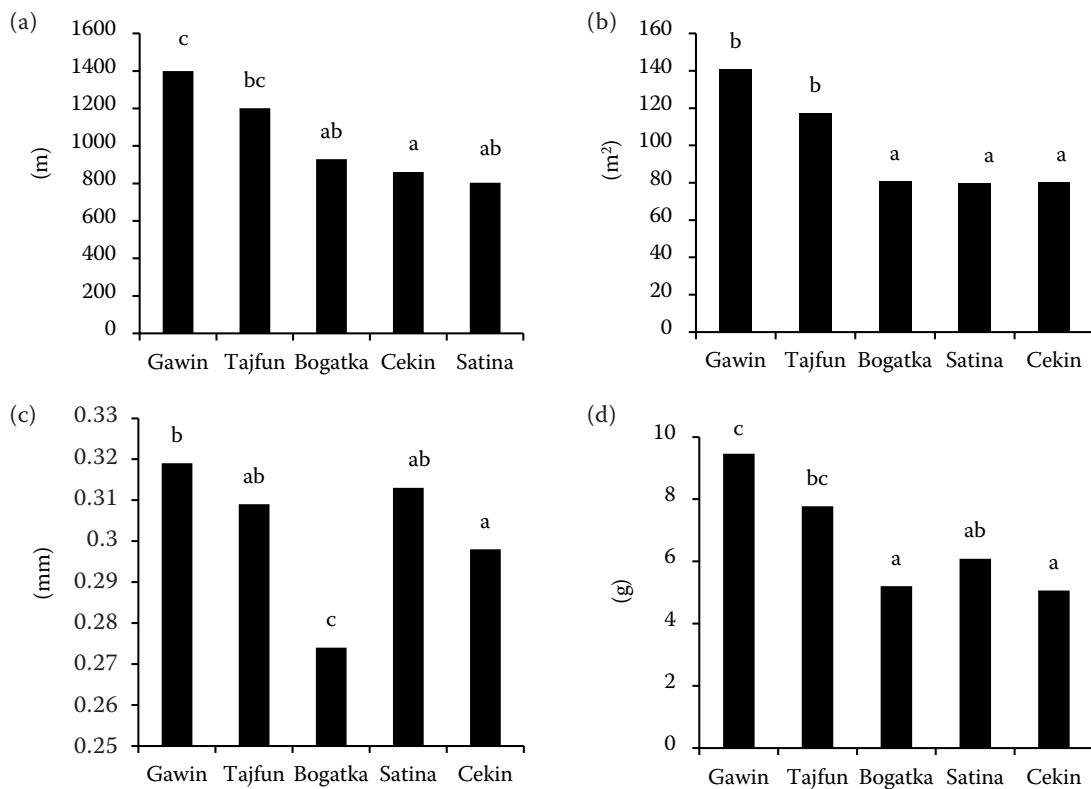 (a)
1600
1400
1200
1000
800
600
400
200
0
(m)
c
bc
ab
a
ab
Gawin Tajfun Bogatka Cekin Satina
(b)
160
140
120
100
80
60
40
20
0
(m²)
b
b
a
a
a
Gawin Tajfun Bogatka Satina Cekin
(c)
0.33
0.32
0.31
0.3
0.29
0.28
0.27
0.26
0.25
(mm)
b
ab
c
ab
a
Gawin Tajfun Bogatka Satina Cekin
(d)
10
8
6
4
2
0
(g)
c
bc
a
ab
a
Gawin Tajfun Bogatka Satina Cekin